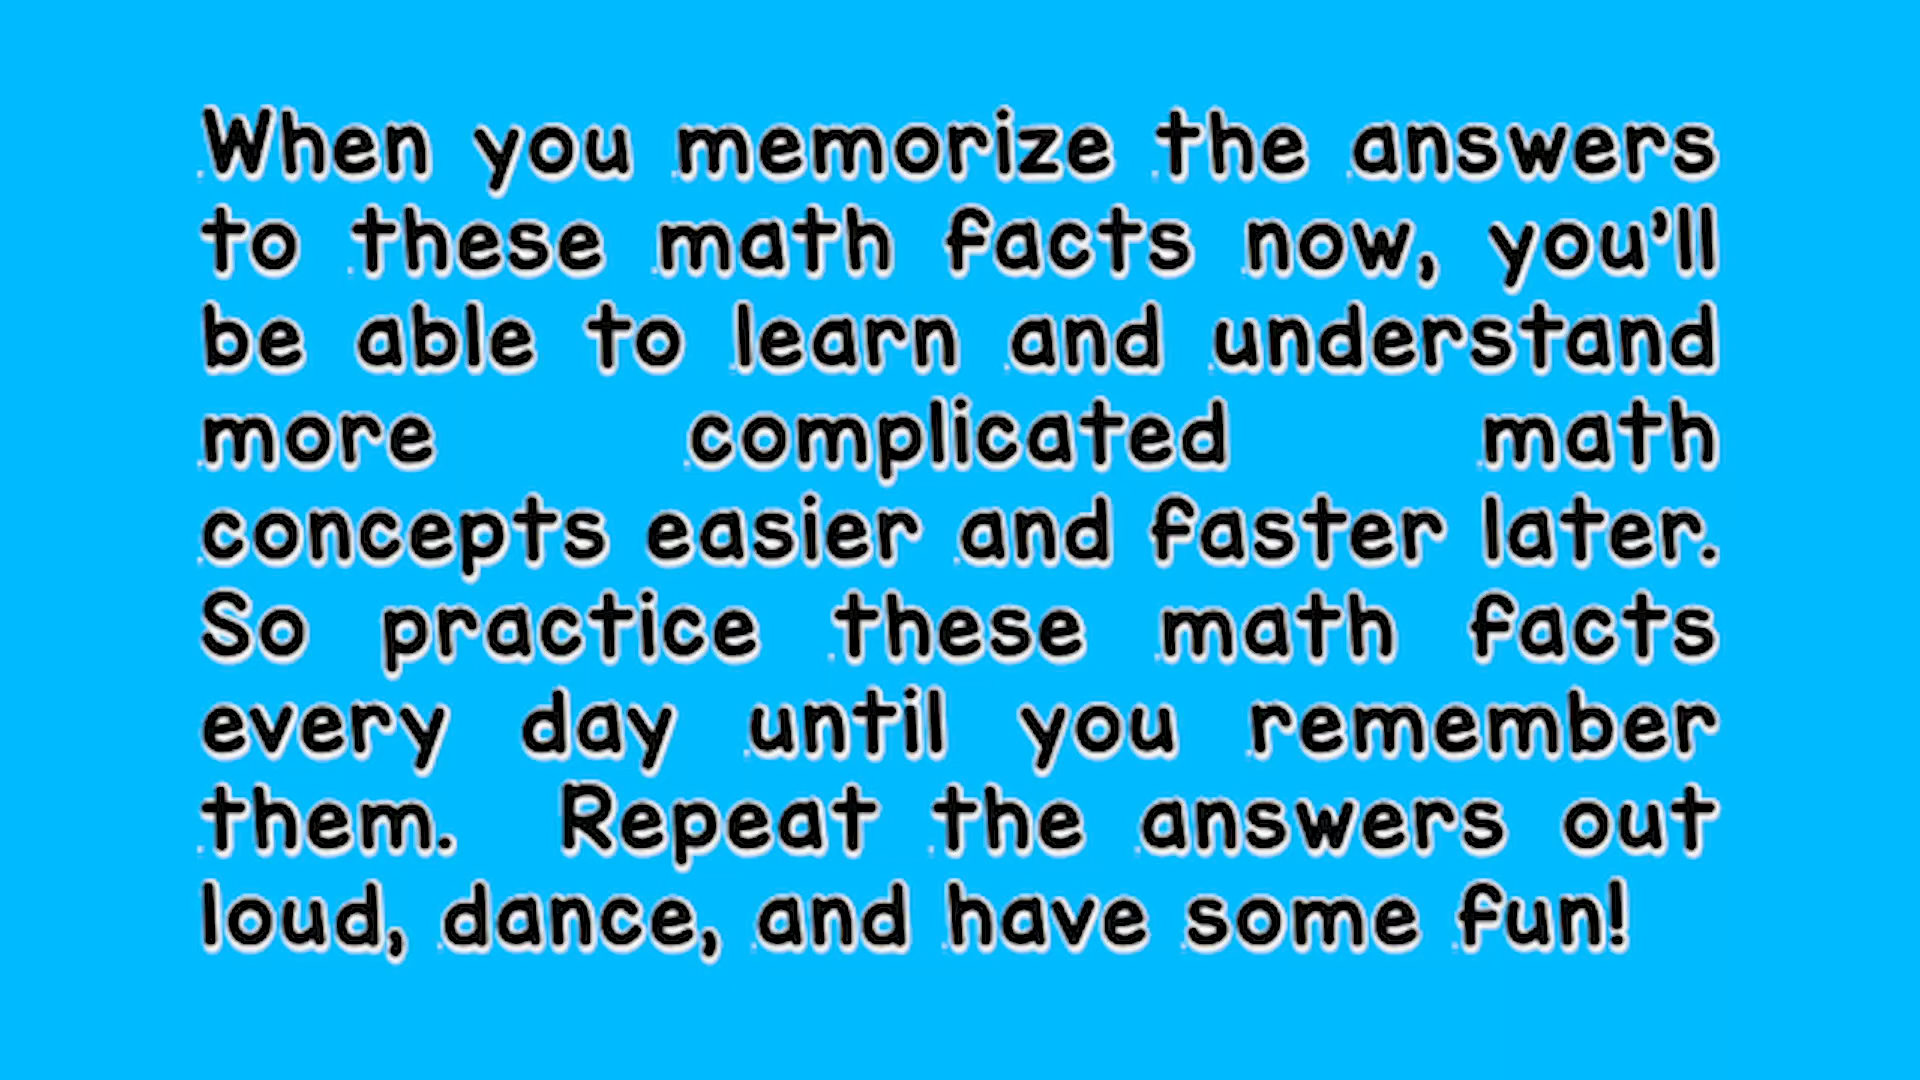 When you memorize the answers
to these math facts now, you'll
be able to learn and understand
more complicated math
concepts easier and faster later.
So practice these math facts
every day until you remember
them. Repeat the answers out
loud, dance, and have some fun!